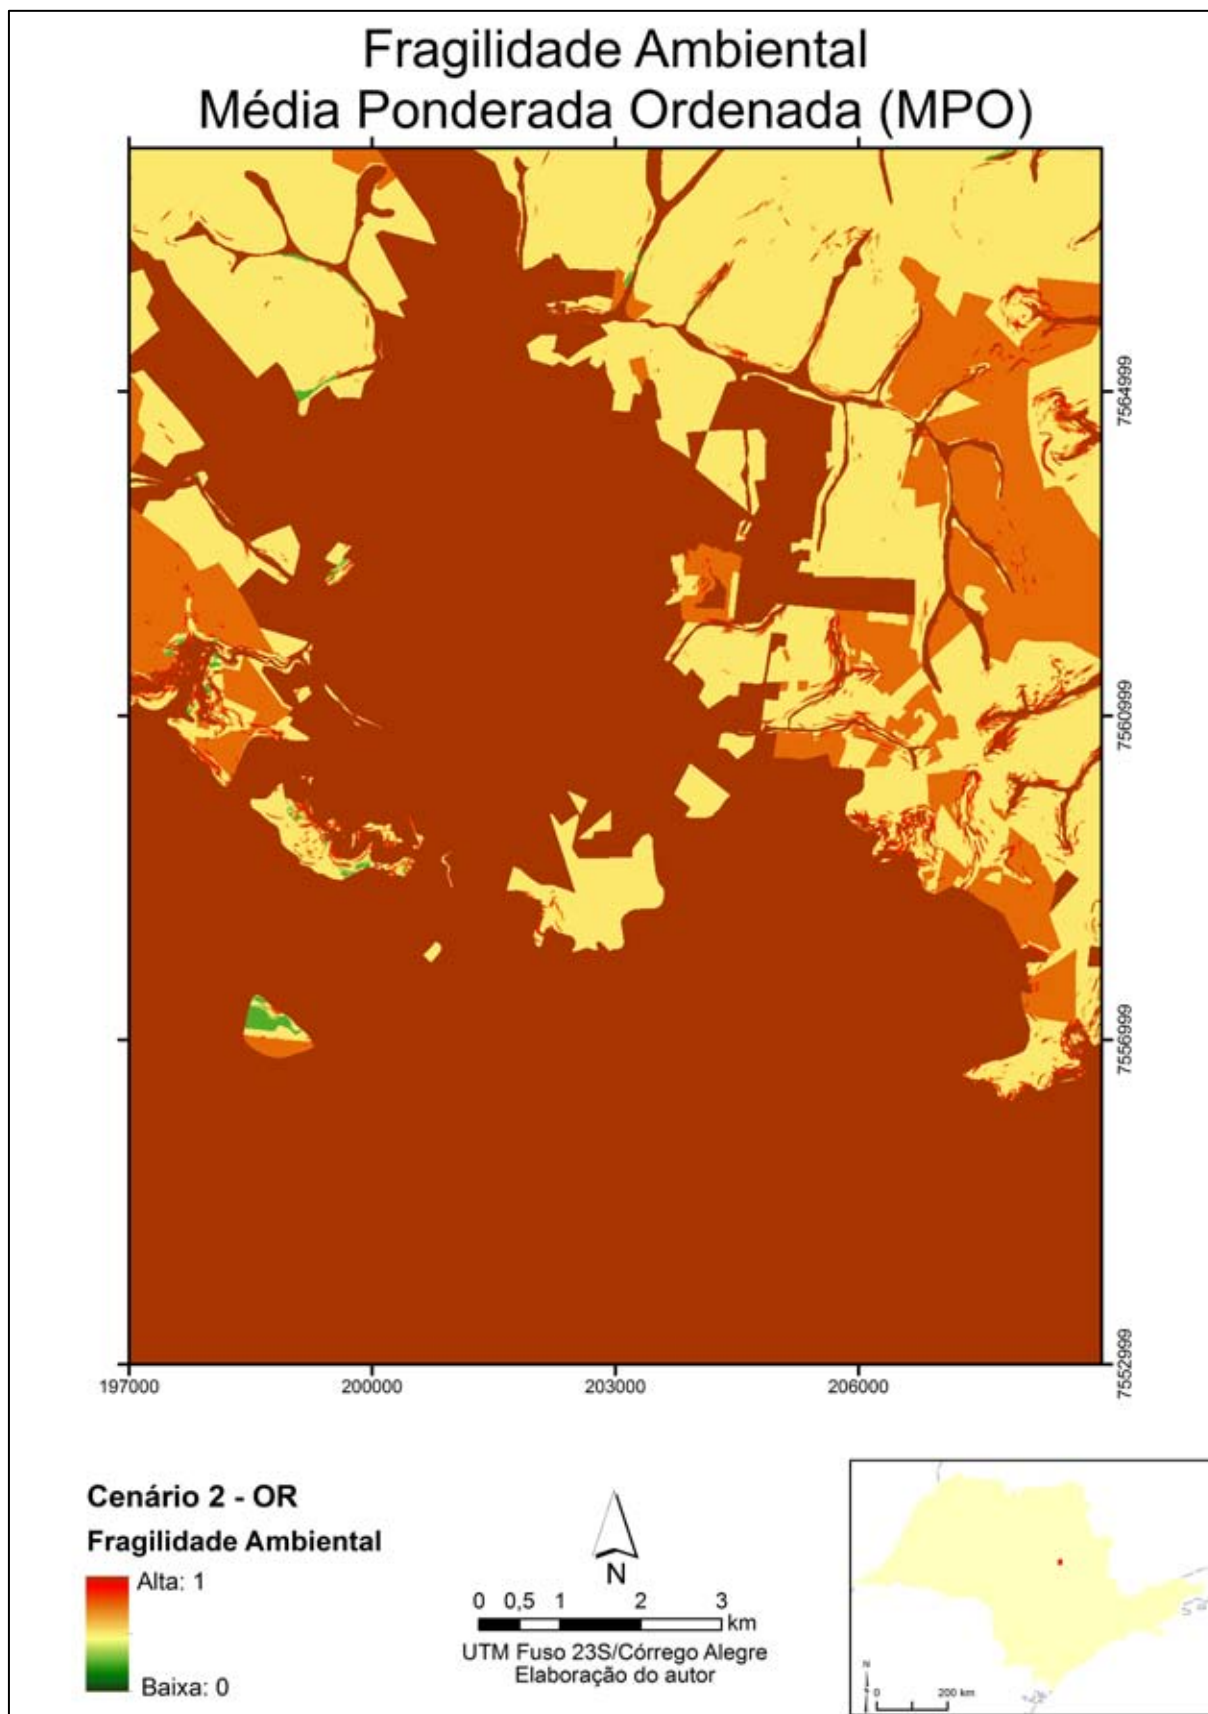 Fragilidade Ambiental
Média Ponderada Ordenada (MPO)
7564999
7560999
7556999
7552999
197000
200000
203000
206000
Cenário 2 - OR
Fragilidade Ambiental
Alta: 1
Baixa: 0
N
0 0,5 1 2 3
km
UTM Fuso 23S/Córrego Alegre
Elaboração do autor
N
0 200 km